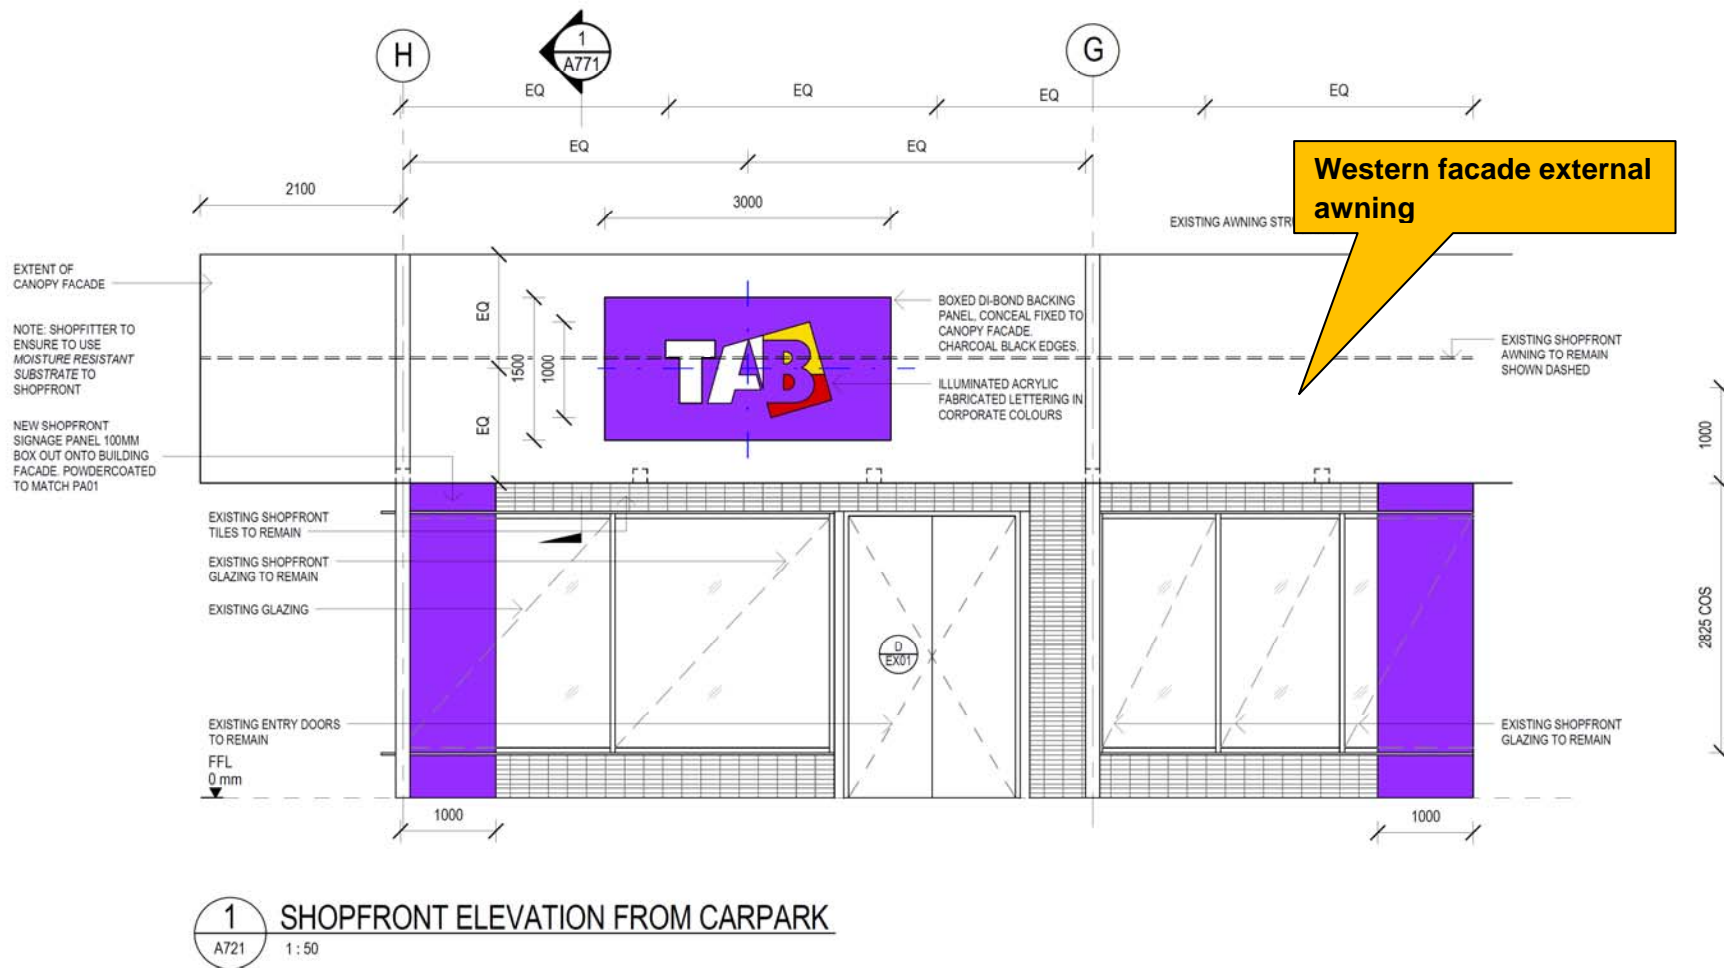 H
1
A771
G
EQ
EQ
EQ
EQ
EQ
EQ
Western facade external
awning
2100
3000
EXISTING AWNING
EXTENT OF
CANOPY FACADE
NOTE: SHOPFITTER TO
ENSURE TO USE
MOISTURE RESISTANT
SUBSTRATE TO
SHOPFRONT
NEW SHOPFRONT
SIGNAGE PANEL 100MM
BOX OUT ONTO BUILDING
FACADE. POWDERCOATED
TO MATCH PA01
EQ
EQ
1500
1000
TAB
BOXED DI-BOND BACKING
PANEL, CONCEAL FIXED TO
CANOPY FACADE.
CHARCOAL BLACK EDGES.
ILLUMINATED ACRYLIC
FABRICATED LETTERING IN
CORPORATE COLOURS
EXISTING SHOPFRONT
AWNING TO REMAIN
SHOWN DASHED
1000
2825 COS
EXISTING SHOPFRONT
TILES TO REMAIN
EXISTING SHOPFRONT
GLAZING TO REMAIN
EXISTING GLAZING
D
EX01
EXISTING ENTRY DOORS
TO REMAIN
EXISTING SHOPFRONT
GLAZING TO REMAIN
FFL
0 mm
1000
1000
1
A721
SHOPFRONT ELEVATION FROM CARPARK
1 : 50